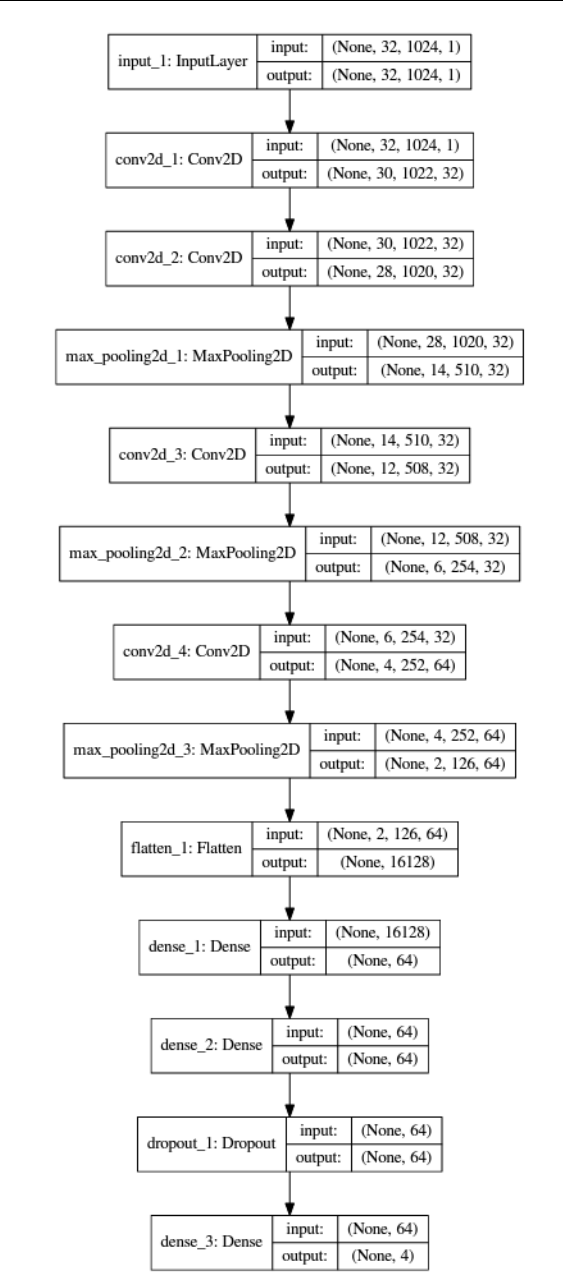 input_1: InputLayer
input: (None, 32, 1024, 1)
output: (None, 32, 1024, 1)
conv2d_1: Conv2D
input: (None, 32, 1024, 1)
output: (None, 30, 1022, 32)
conv2d_2: Conv2D
input: (None, 30, 1022, 32)
output: (None, 28, 1020, 32)
max_pooling2d_1: MaxPooling2D
input: (None, 28, 1020, 32)
output: (None, 14, 510, 32)
conv2d_3: Conv2D
input: (None, 14, 510, 32)
output: (None, 12, 508, 32)
max_pooling2d_2: MaxPooling2D
input: (None, 12, 508, 32)
output: (None, 6, 254, 32)
conv2d_4: Conv2D
input: (None, 6, 254, 32)
output: (None, 4, 252, 64)
max_pooling2d_3: MaxPooling2D
input: (None, 4, 252, 64)
output: (None, 2, 126, 64)
flatten_1: Flatten
input: (None, 2, 126, 64)
output: (None, 16128)
dense_1: Dense
input: (None, 16128)
output: (None, 64)
dense_2: Dense
input: (None, 64)
output: (None, 64)
dropout_1: Dropout
input: (None, 64)
output: (None, 64)
dense_3: Dense
input: (None, 64)
output: (None, 4)